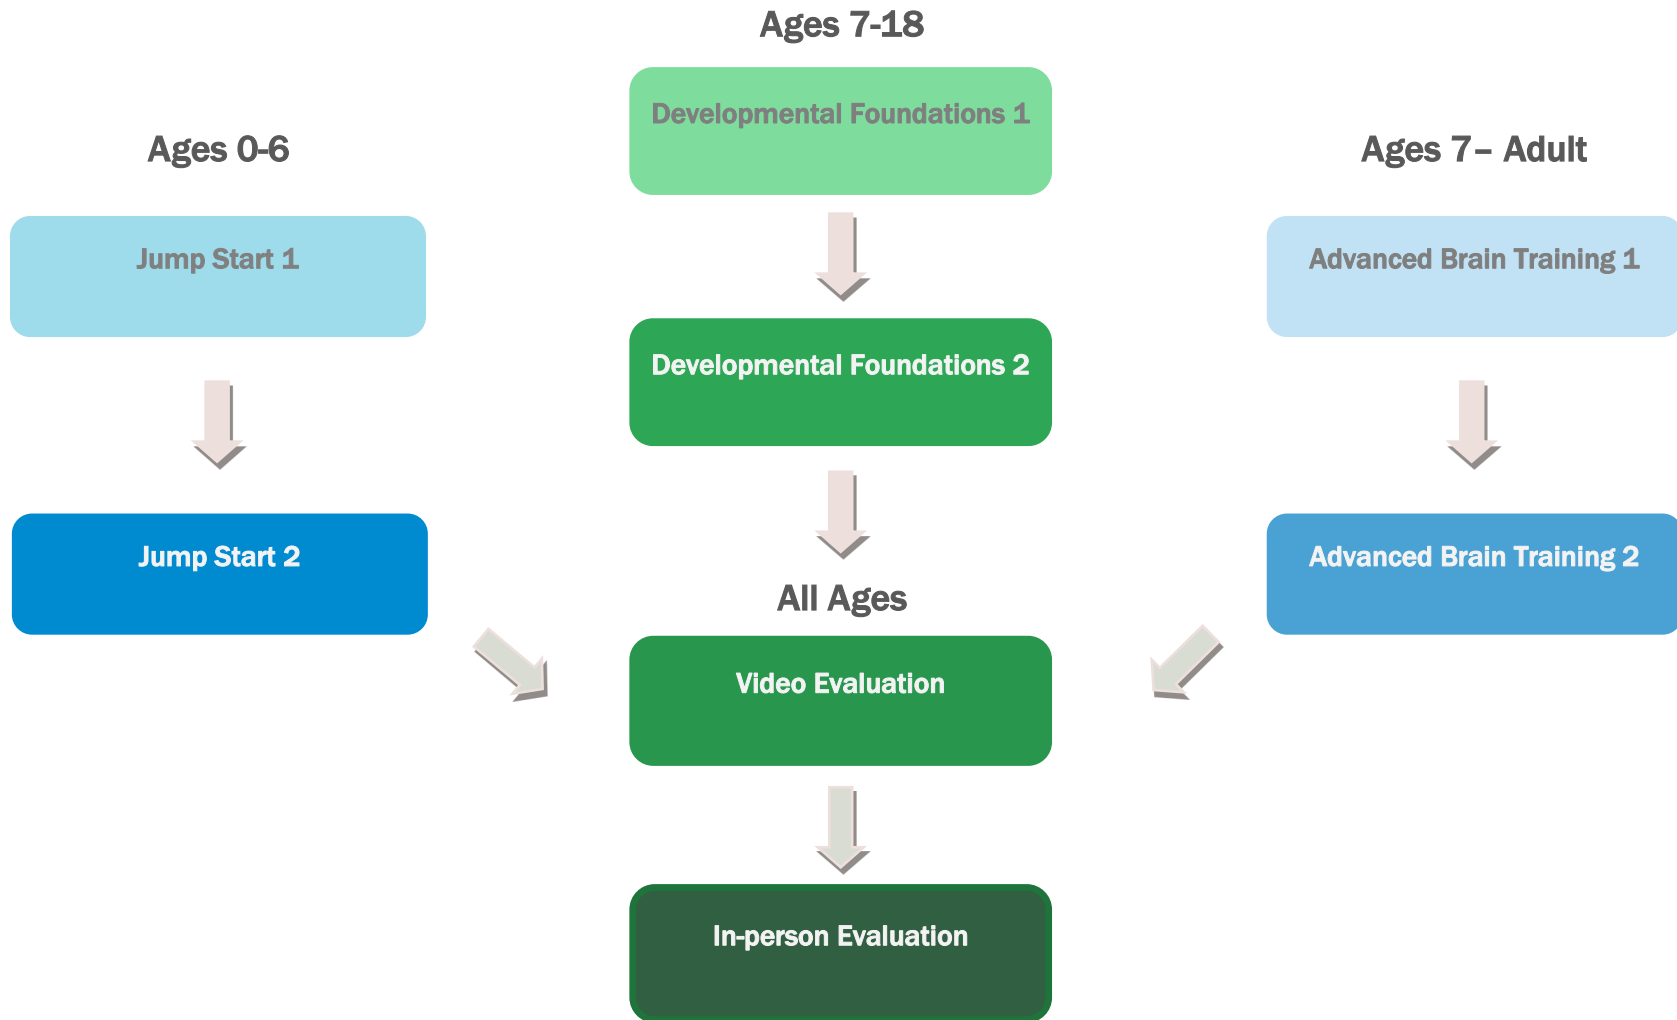 Ages 7-18
Developmental Foundations 1
Ages 0-6
Ages 7– Adult
Jump Start 1
Advanced Brain Training 1
Developmental Foundations 2
Jump Start 2
Advanced Brain Training 2
All Ages
Video Evaluation
In-person Evaluation